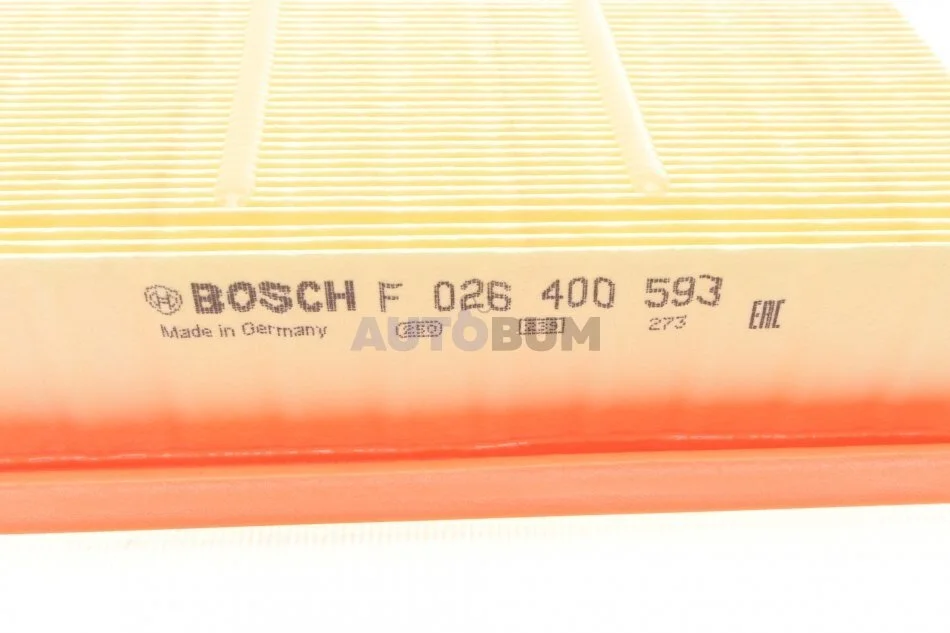 BOSCH F 026 400 593
Made in Germany 273
EAC
AUTOBUM